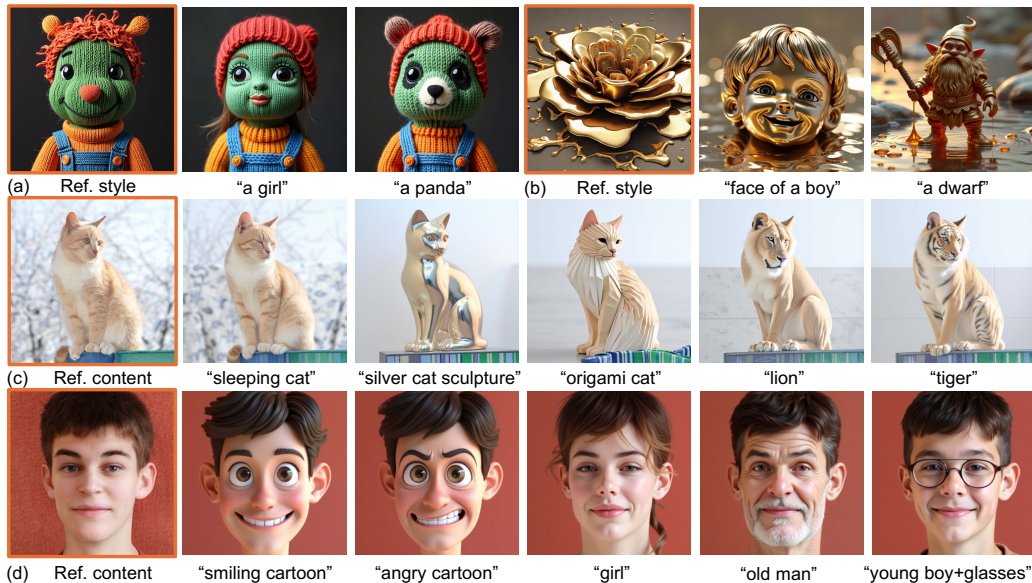 (a) Ref. style “a girl” “a panda” (b) Ref. style “face of a boy” “a dwarf”
(c) Ref. content “sleeping cat” “silver cat sculpture” “origami cat” “lion” “tiger”
(d) Ref. content “smiling cartoon” “angry cartoon” “girl” “old man” “young boy+glasses”